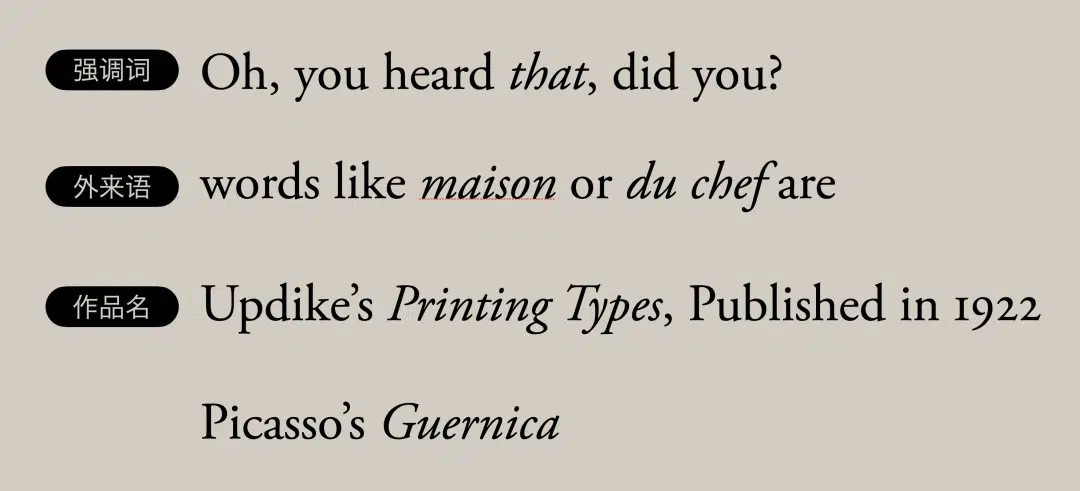 强调词 Oh, you heard that, did you?
外来语 words like maison or du chef are
作品名 Updike’s Printing Types, Published in 1922
Picasso’s Guernica